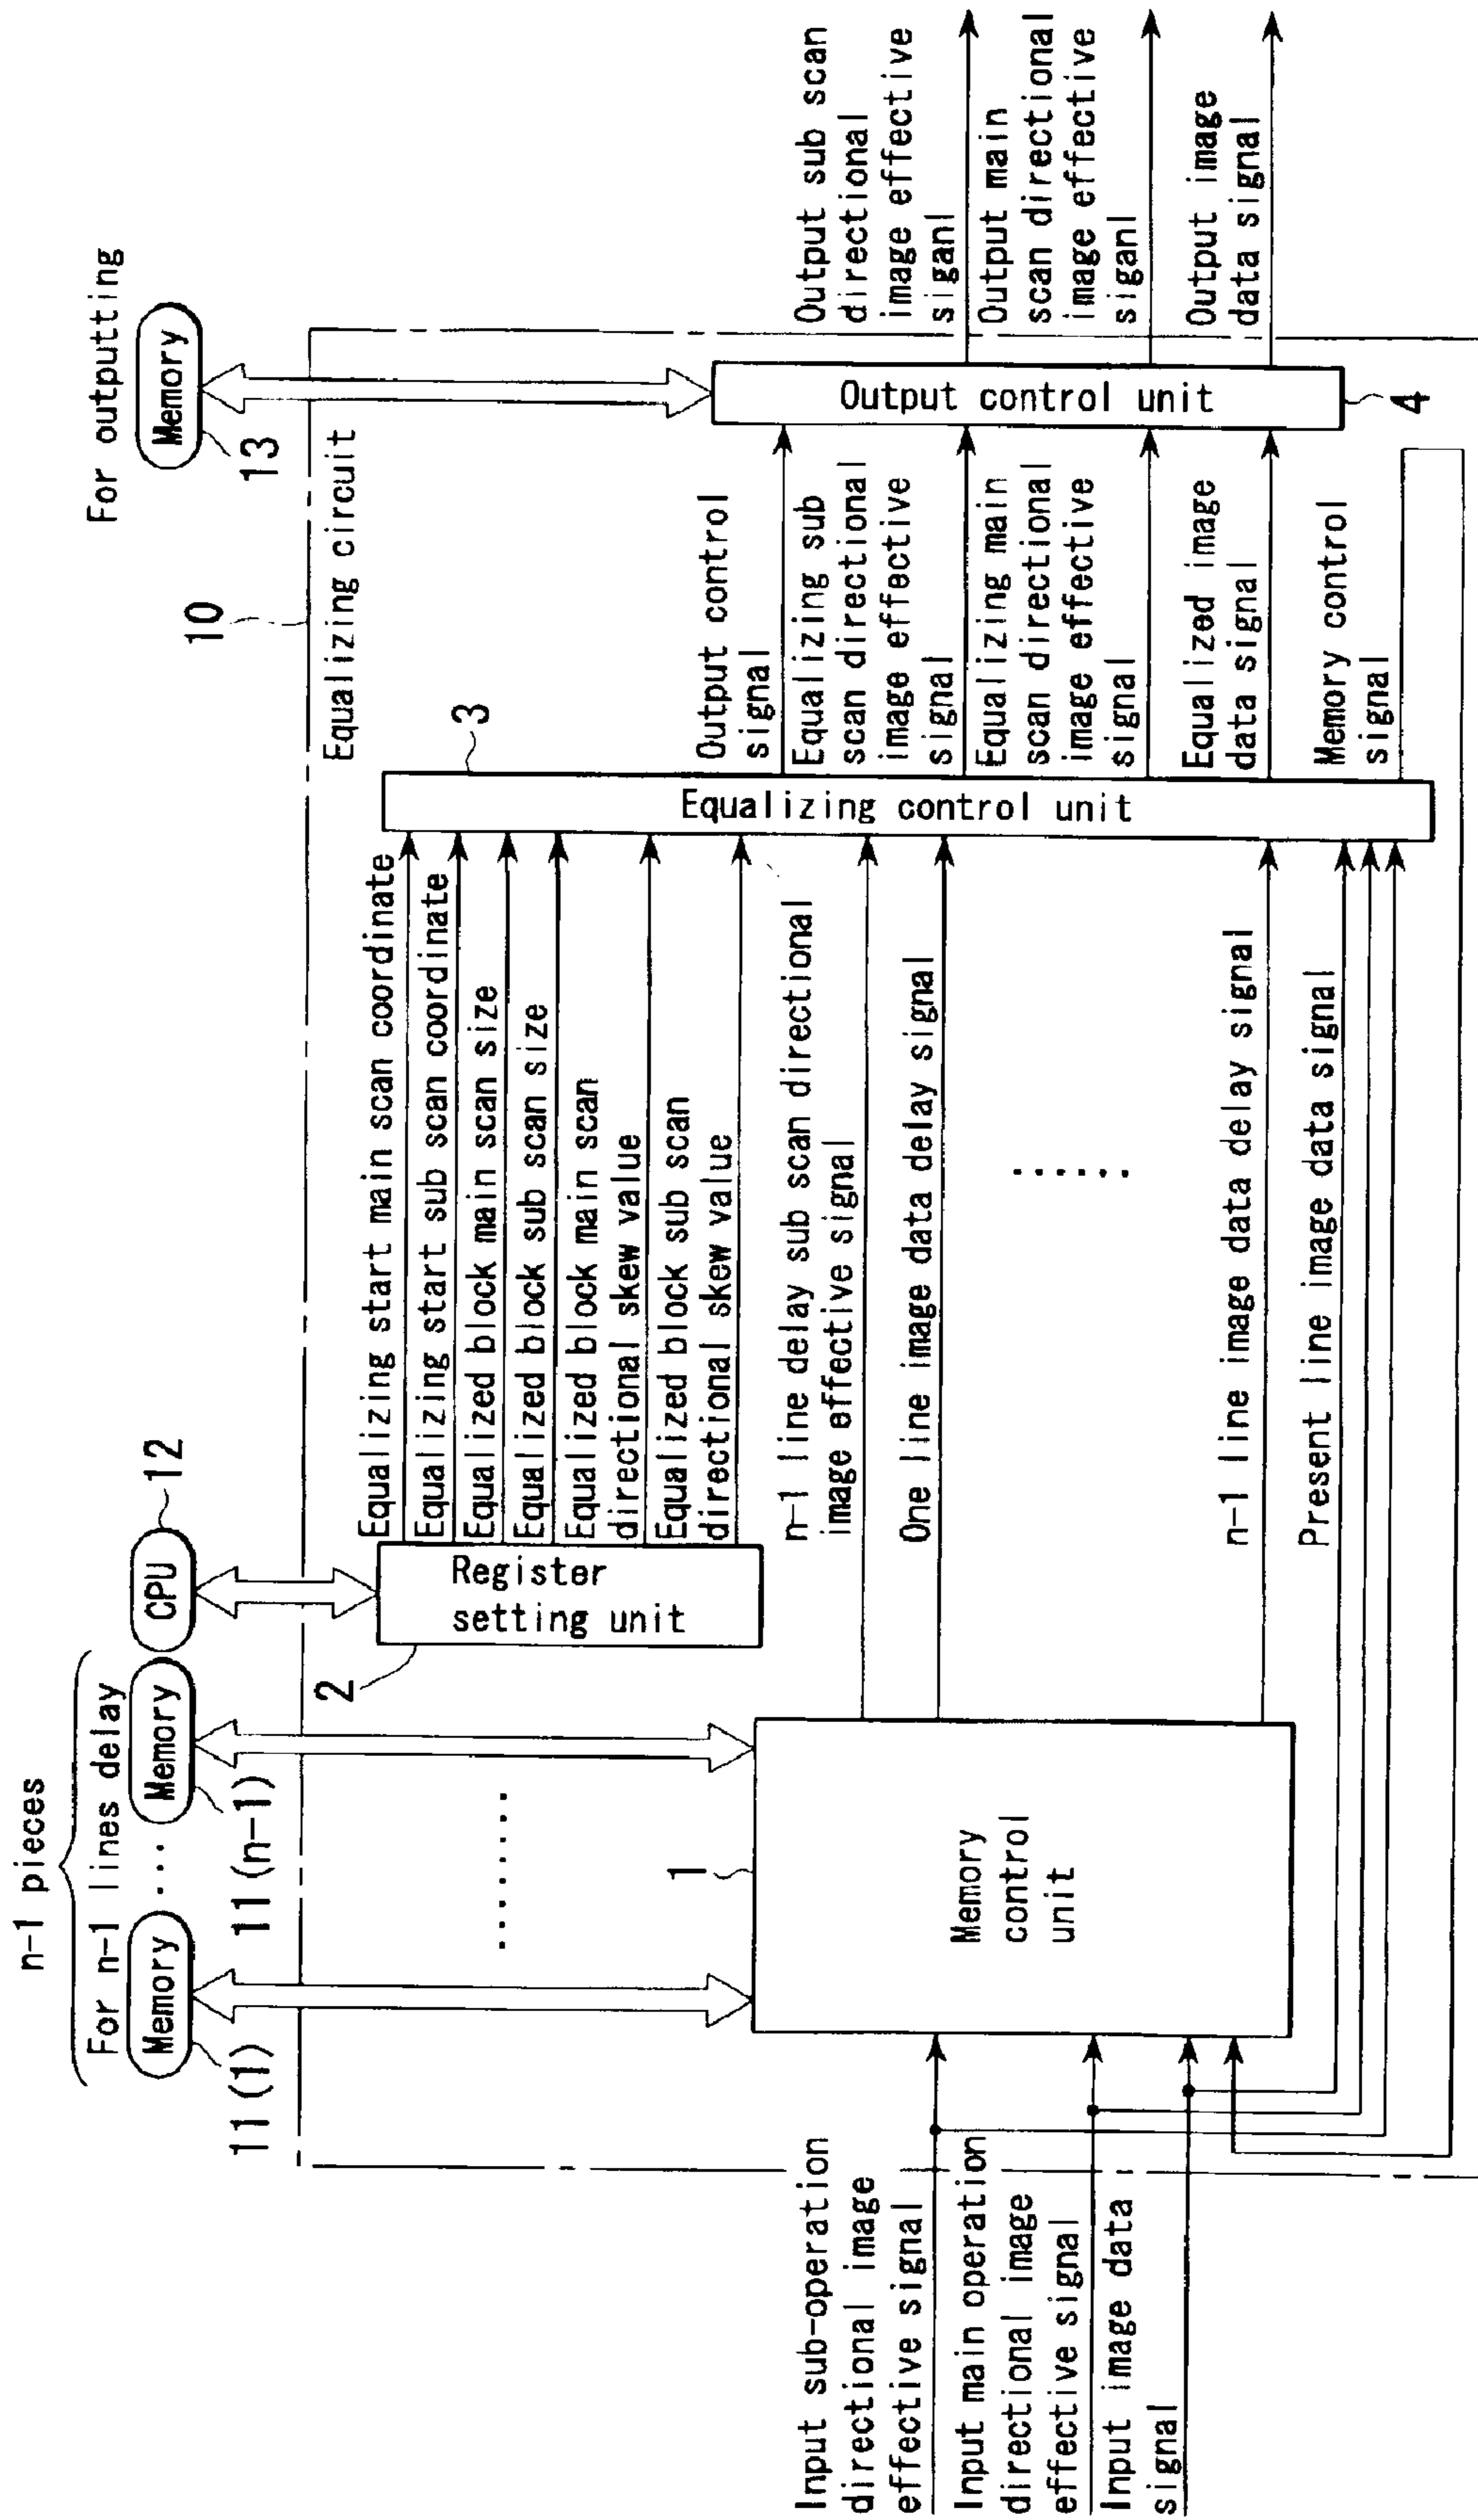 n-1 pieces
For n-1 lines delay
Memory
...
Memory
CPU
12
11(1)
11(n-1)
2
For outputting
Memory
13
10
Equalizing circuit
Register
setting unit
Equalizing start main scan coordinate
Equalizing start sub scan coordinate
Equalized block main scan size
Equalized block sub scan size
Equalized block main scan
directional skew value
Equalized block sub scan
directional skew value
3
Equalizing control unit
1
Memory
control
unit
n-1 line delay sub scan directional
image effective signal
One line image data delay signal
n-1 line image data delay signal
Present line image data signal
Input sub-operation
directional image
effective signal
Input main operation
directional image
effective signal
Input image data
signal
Output control
signal
Equalizing sub
scan directional
image effective
signal
Equalizing main
scan directional
image effective
signal
Equalized image
data signal
Memory control
signal
Output control unit
4
Output sub scan
directional
image effective
siganl
Output main
scan directional
image effective
siganl
Output image
data signal